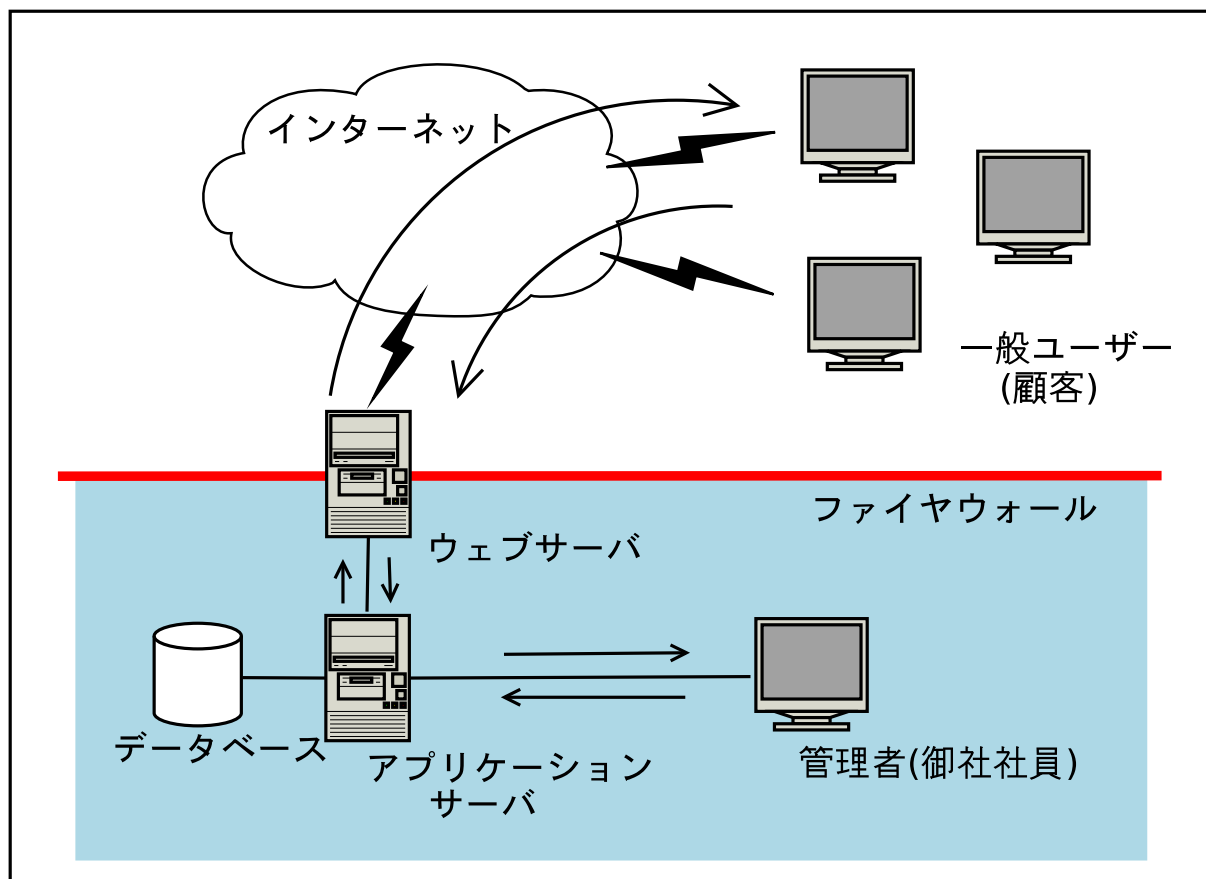 インターネット
一般ユーザー
(顧客)
ファイヤウォール
ウェブサーバ
データベース
アプリケーション
サーバ
管理者(御社社員)